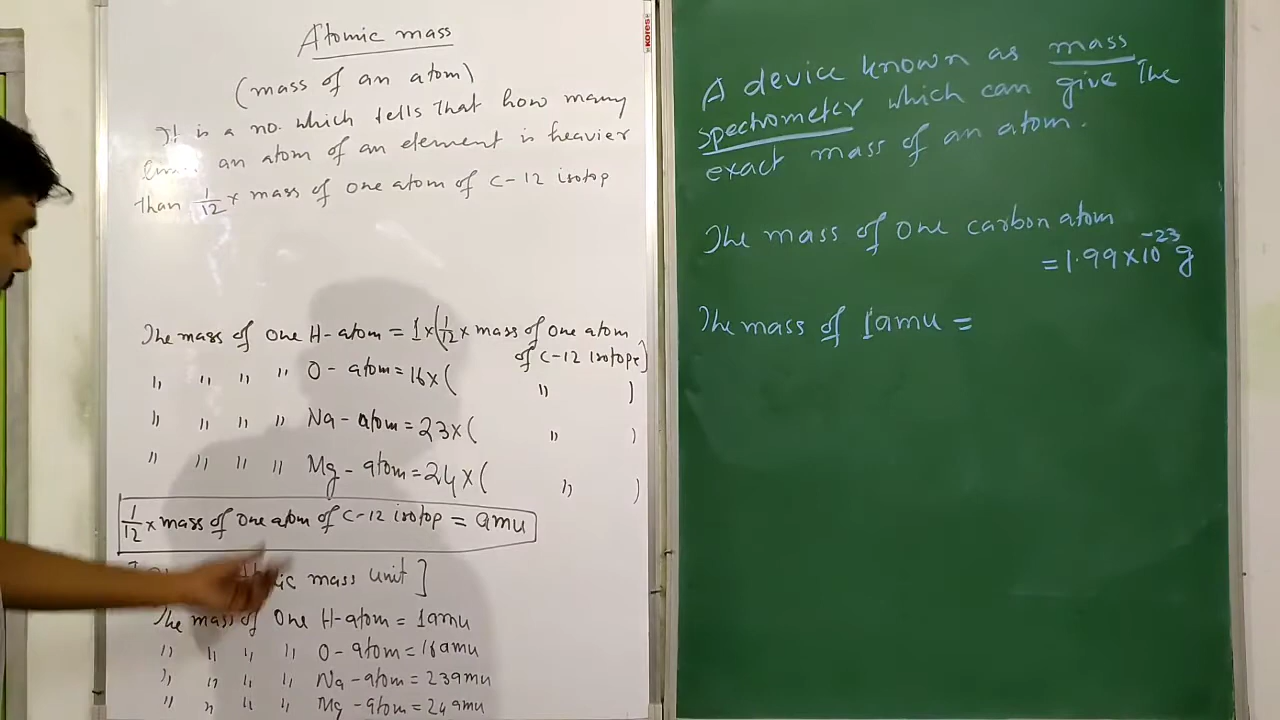 Atomic mass
(mass of an atom)
It is a no. which tells that how many
an atom of an element is heavier
Than 1/12 x mass of one atom of C-12 isotop
The mass of one H-atom = 1x(1/12 x mass of one atom
of C-12 isotope)
" " " " O - atom = 16x( " )
" " " " Na - atom = 23x( " )
" " " " Mg - atom = 24x( " )
1/12 x mass of one atom of C-12 isotop = amu
mass unit]
The mass of One H-atom = 1amu
" " " " O - atom = 16amu
" " " " Na - atom = 23amu
" " " " Mg - atom = 24amu
kores
A device known as mass
spectrometer which can give The
exact mass of an atom.
The mass of one carbon atom
= 1.99x10^-23 g
The mass of 1amu =